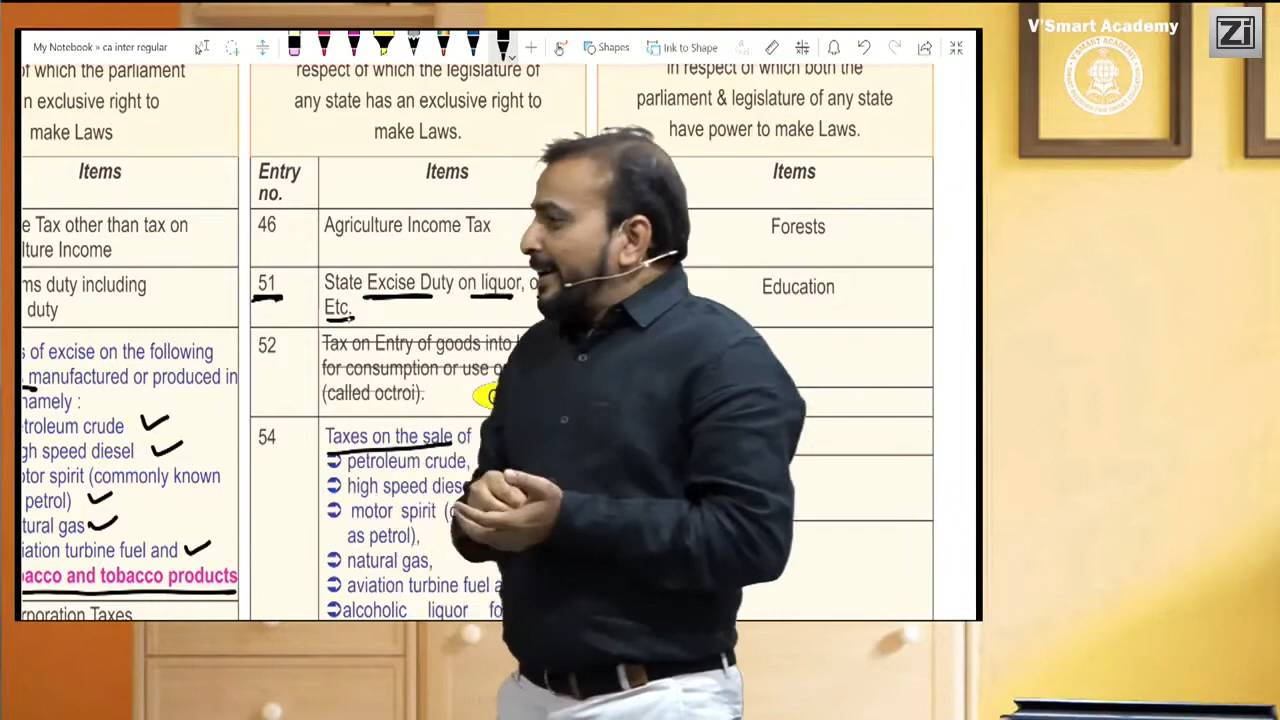 V'Smart Academy
Zi
My Notebook » ca inter regular
Shapes
Ink to Shape
of which the parliament
n exclusive right to
make Laws
respect of which the legislature of
any state has an exclusive right to
make Laws.
in respect of which both the
parliament & legislature of any state
have power to make Laws.
Items
Entry
no.
Items
Items
e Tax other than tax on
lture Income
46
Agriculture Income Tax
Forests
ms duty including
duty
51
State Excise Duty on liquor,
Etc.
Education
s of excise on the following
manufactured or produced in
namely :
etroleum crude
gh speed diesel
otor spirit (commonly known
petrol)
tural gas
iation turbine fuel and
bacco and tobacco products
rporation Taxes
52
Tax on Entry of goods into
for consumption or use
(called octroi).
54
Taxes on the sale of
➲ petroleum crude,
➲ high speed diese
➲ motor spirit (
as petrol),
➲ natural gas,
➲ aviation turbine fuel
➲ alcoholic liquor